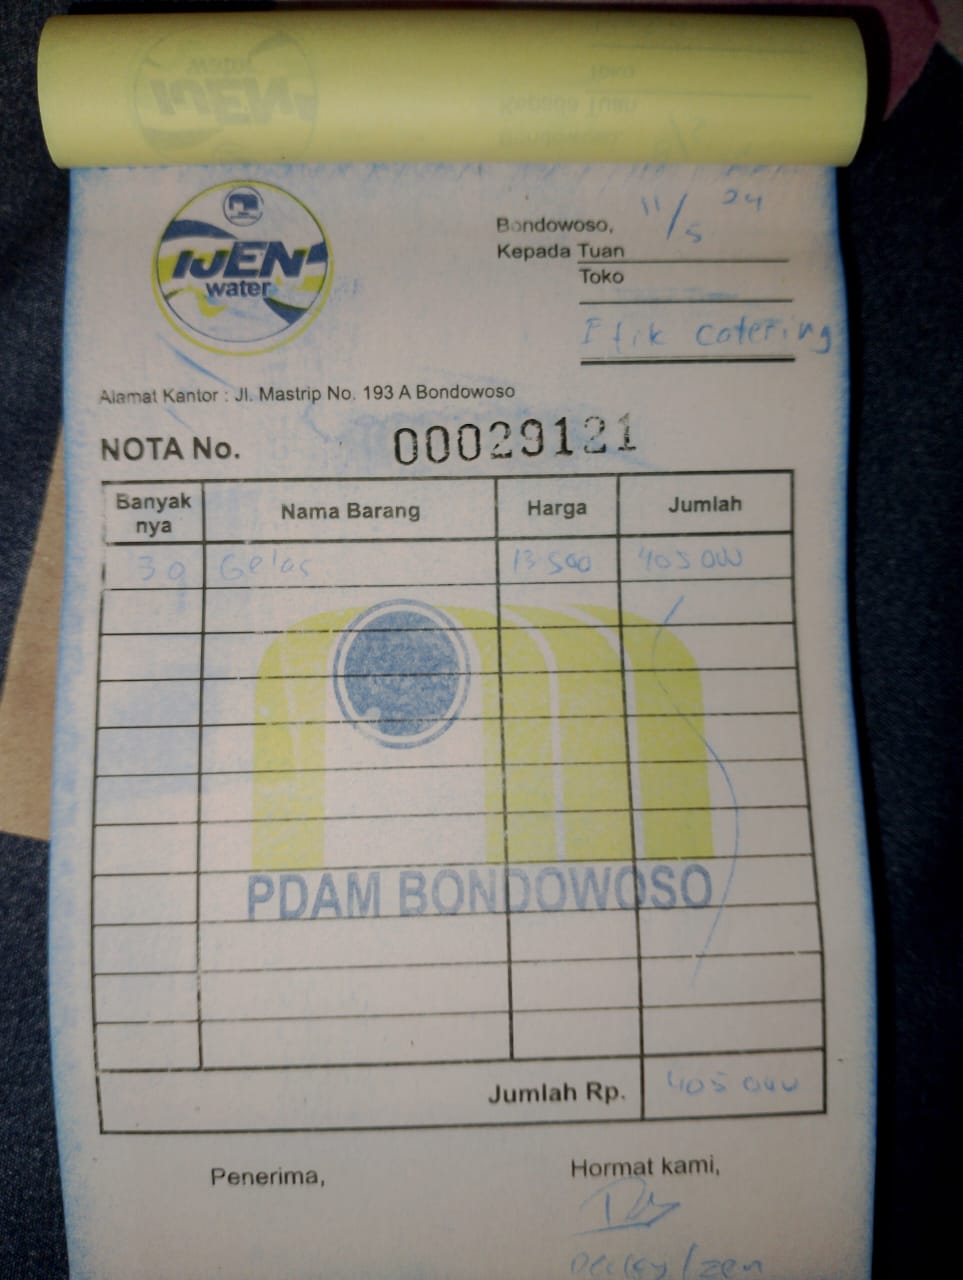 IJEN
water
Bondowoso, 11/5 24
Kepada Tuan
Toko
Efik catering
Alamat Kantor : Jl. Mastrip No. 193 A Bondowoso
NOTA No. 00029121
Banyak nya Nama Barang Harga Jumlah
30 Gelas 13 500 405 000
PDAM BONDOWOSO
Jumlah Rp. 405 000
Penerima, Hormat kami,